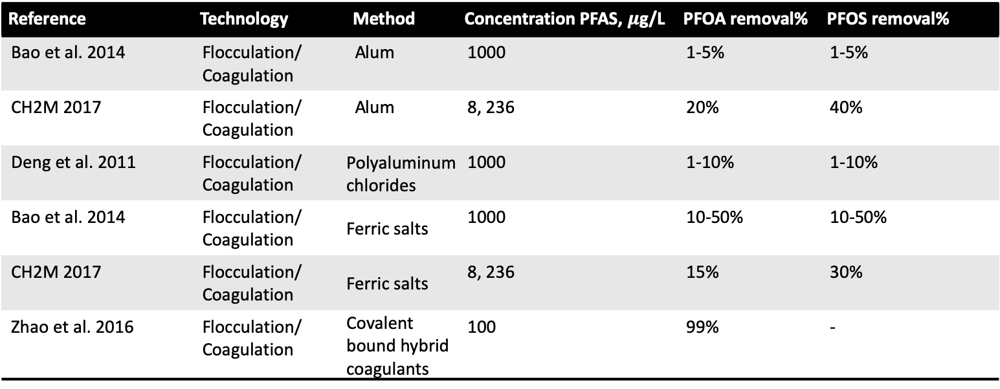 Reference Technology Method Concentration PFAS, μg/L PFOA removal% PFOS removal%
Bao et al. 2014 Flocculation/ Alum 1000 1-5% 1-5%
Coagulation
CH2M 2017 Flocculation/ Alum 8, 236 20% 40%
Coagulation
Deng et al. 2011 Flocculation/ Polyaluminum 1000 1-10% 1-10%
Coagulation chlorides
Bao et al. 2014 Flocculation/ 1000 10-50% 10-50%
Ferric salts
Coagulation
CH2M 2017 Flocculation/ 8, 236 15% 30%
Ferric salts
Coagulation
Zhao et al. 2016 Flocculation/ Covalent 100 99% -
Coagulation bound hybrid
coagulants